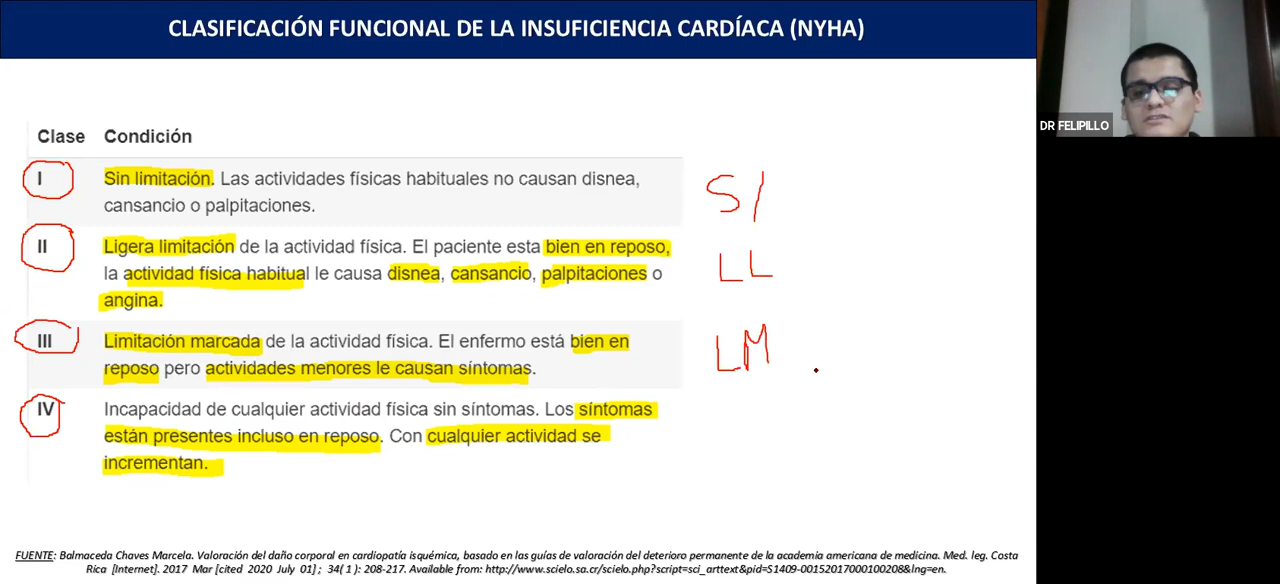 CLASIFICACIÓN FUNCIONAL DE LA INSUFICIENCIA CARDÍACA (NYHA)
DR FELIPILLO
Clase Condición
I Sin limitación. Las actividades físicas habituales no causan disnea,
cansancio o palpitaciones.
S/
II Ligera limitación de la actividad física. El paciente esta bien en reposo,
la actividad física habitual le causa disnea, cansancio, palpitaciones o
angina.
LL
III Limitación marcada de la actividad física. El enfermo está bien en
reposo pero actividades menores le causan síntomas.
LM
IV Incapacidad de cualquier actividad física sin síntomas. Los síntomas
están presentes incluso en reposo. Con cualquier actividad se
incrementan.
FUENTE: Balmaceda Chaves Marcela. Valoración del daño corporal en cardiopatía isquémica, basado en las guías de valoración del deterioro permanente de la academia americana de medicina. Med. leg. Costa
Rica [Internet]. 2017 Mar [cited 2020 July 01] ; 34( 1 ) : 208-217. Available from: http://www.scielo.sa.cr/scielo.php?script=sci_arttext&pid=S1409-00152017000100208&lng=en.